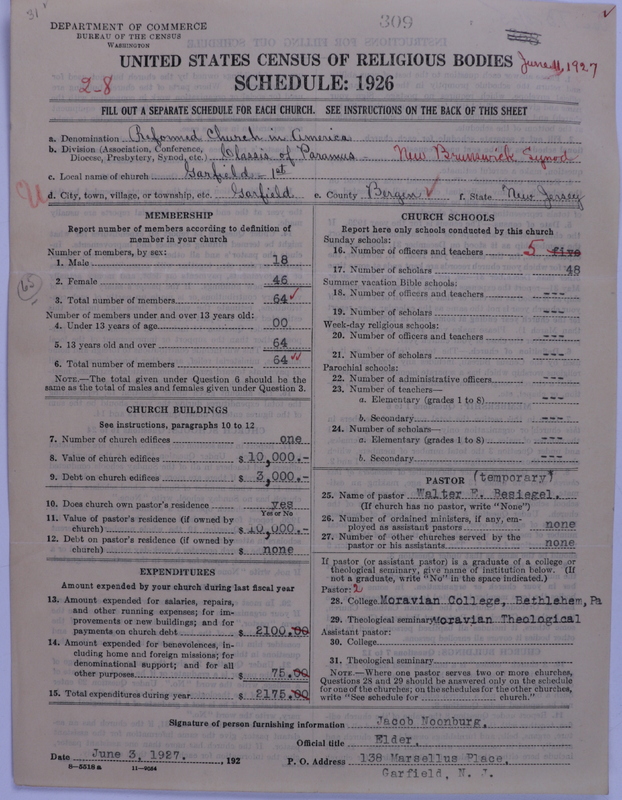 31
309
DEPARTMENT OF COMMERCE
BUREAU OF THE CENSUS
WASHINGTON
UNITED STATES CENSUS OF RELIGIOUS BODIES
June 11, 1927
2-8
SCHEDULE: 1926
FILL OUT A SEPARATE SCHEDULE FOR EACH CHURCH. SEE INSTRUCTIONS ON THE BACK OF THIS SHEET
a. Denomination Reformed Church in America
b. Division (Association, Conference, Diocese, Presbytery, Synod, etc.) Classis of Paramus - New Brunswick Synod
c. Local name of church Garfield - 1st
d. City, town, village, or township, etc. Garfield e. County Bergen f. State New Jersey
MEMBERSHIP
Report number of members according to definition of
member in your church
Number of members, by sex:
1. Male 18
2. Female 46
65
3. Total number of members 64
Number of members under and over 13 years old:
4. Under 13 years of age 00
5. 13 years old and over 64
6. Total number of members 64
NOTE.—The total given under Question 6 should be the
same as the total of males and females given under Question 3.
CHURCH BUILDINGS
See instructions, paragraphs 10 to 12
7. Number of church edifices one
8. Value of church edifices $ 10,000.-
9. Debt on church edifices $ 3,000.-
10. Does church own pastor's residence yes
Yes or No
11. Value of pastor's residence (if owned by
church) $ 10,000.-
12. Debt on pastor's residence (if owned by
church) $ none
EXPENDITURES
Amount expended by your church during last fiscal year
13. Amount expended for salaries, repairs,
and other running expenses; for im-
provements or new buildings; and for
payments on church debt $ 2100.00
14. Amount expended for benevolences, in-
cluding home and foreign missions; for
denominational support; and for all
other purposes $ 75.00
15. Total expenditures during year $ 2175.00
CHURCH SCHOOLS
Report here only schools conducted by this church
Sunday schools:
16. Number of officers and teachers 5 five
17. Number of scholars 48
Summer vacation Bible schools:
18. Number of officers and teachers ---
19. Number of scholars ---
Week-day religious schools:
20. Number of officers and teachers ---
21. Number of scholars ---
Parochial schools:
22. Number of administrative officers ---
23. Number of teachers—
a. Elementary (grades 1 to 8) ---
b. Secondary ---
24. Number of scholars—
a. Elementary (grades 1 to 8) ---
b. Secondary ---
PASTOR (temporary)
25. Name of pastor Walter E. Besiegel.
(If church has no pastor, write "None")
26. Number of ordained ministers, if any, em-
ployed as assistant pastors none
27. Number of other churches served by the
pastor or his assistants none
If pastor (or assistant pastor) is a graduate of a college or
theological seminary, give name of institution below. (If
not a graduate, write "No" in the space indicated.)
Pastor: 2
28. College Moravian College, Bethlehem, Pa
29. Theological seminary Moravian Theological
Assistant pastor:
30. College
31. Theological seminary
NOTE.—Where one pastor serves two or more churches,
Questions 28 and 29 should be answered only on the schedule
for one of the churches; on the schedules for the other churches,
write "See schedule for church."
Signature of person furnishing information Jacob Noonburg,
Official title Elder,
Date June 3, 1927. , 192 P. O. Address 138 Marsellus Place,
Garfield, N. J.
8—5518 a 11—9054